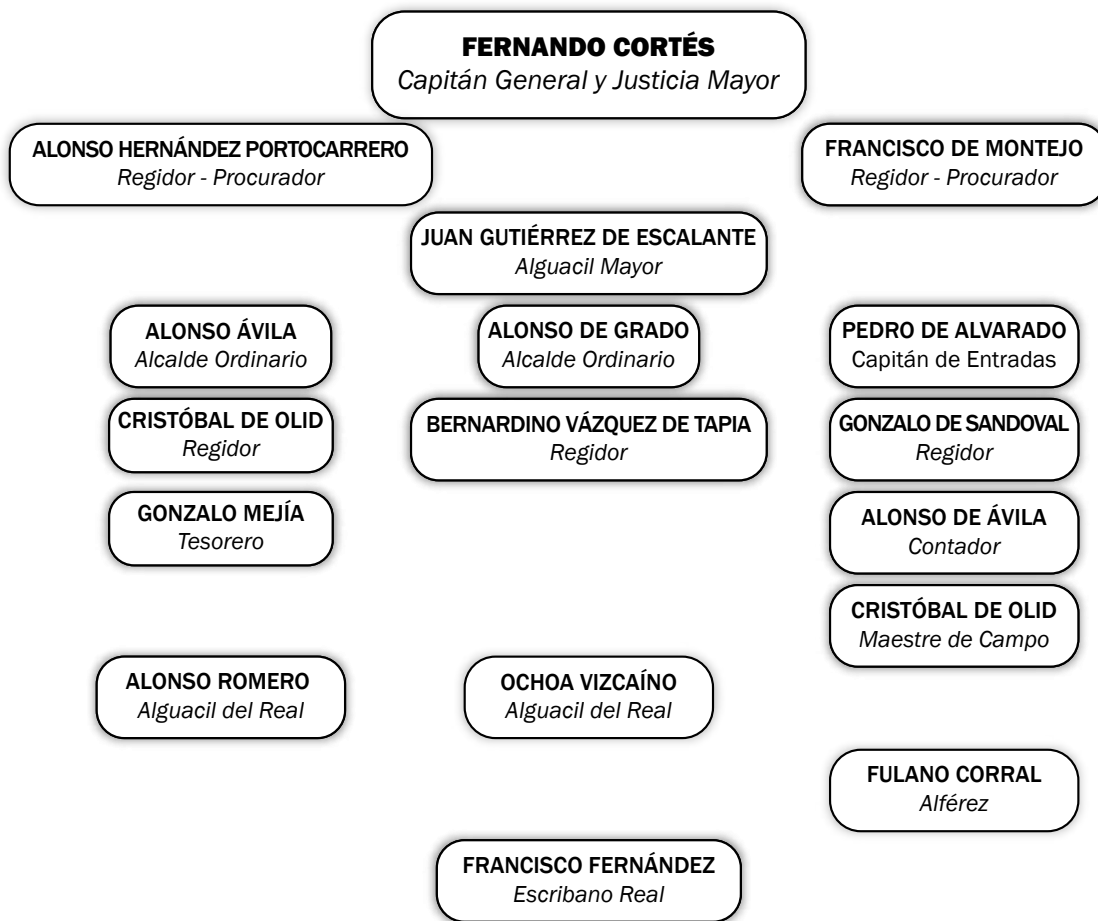 FERNANDO CORTÉS
Capitán General y Justicia Mayor
ALONSO HERNÁNDEZ PORTOCARRERO
Regidor - Procurador
FRANCISCO DE MONTEJO
Regidor - Procurador
JUAN GUTIÉRREZ DE ESCALANTE
Alguacil Mayor
ALONSO ÁVILA
Alcalde Ordinario
ALONSO DE GRADO
Alcalde Ordinario
PEDRO DE ALVARADO
Capitán de Entradas
CRISTÓBAL DE OLID
Regidor
BERNARDINO VÁZQUEZ DE TAPIA
Regidor
GONZALO DE SANDOVAL
Regidor
GONZALO MEJÍA
Tesorero
ALONSO DE ÁVILA
Contador
CRISTÓBAL DE OLID
Maestre de Campo
ALONSO ROMERO
Alguacil del Real
OCHOA VIZCAÍNO
Alguacil del Real
FULANO CORRAL
Alférez
FRANCISCO FERNÁNDEZ
Escribano Real